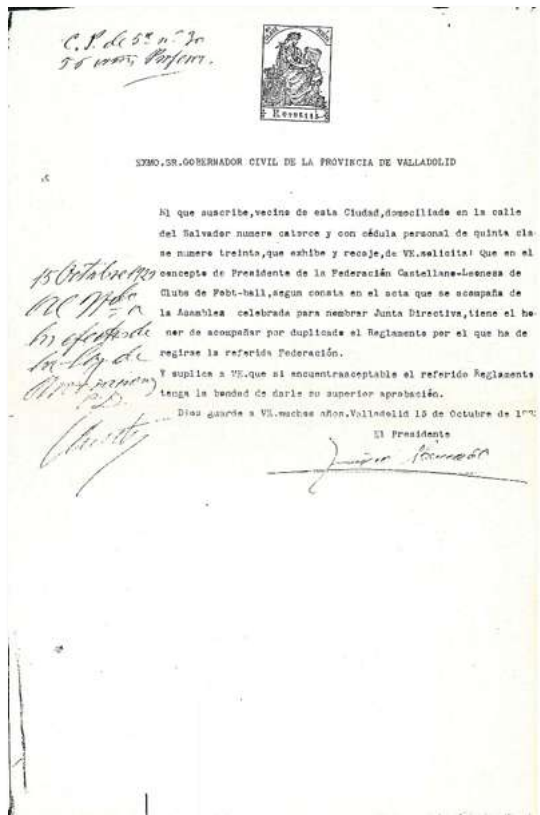 C.P. de 5ª nº 30
EXMO.SR.GOBERNADOR CIVIL DE LA PROVINCIA DE VALLADOLID
El que suscribe,vecino de esta Ciudad,domiciliado en la calle
del Salvador numero catorce y con cédula personal de quinta cla
se numero treinta,que exhibe y recoje,de VE.solicita: Que en el
concepto de Presidente de la Federación Castellano-Leonesa de
Clubs de Foot-ball,segun consta en el acta que se acompaña de
la Asamblea celebrada para nombrar Junta Directiva,tiene el ho
nor de acompañar por duplicado el Reglamento por el que ha de
regirse la referida Federación.
Y suplica a VE.que si encuentraaceptable el referido Reglamento
tenga la bondad de darle su superior aprobación.
Dios guarde a VE.muchos años.Valladolid 15 de Octubre de
El Presidente
15 Octubre
los efectos de
la ley de